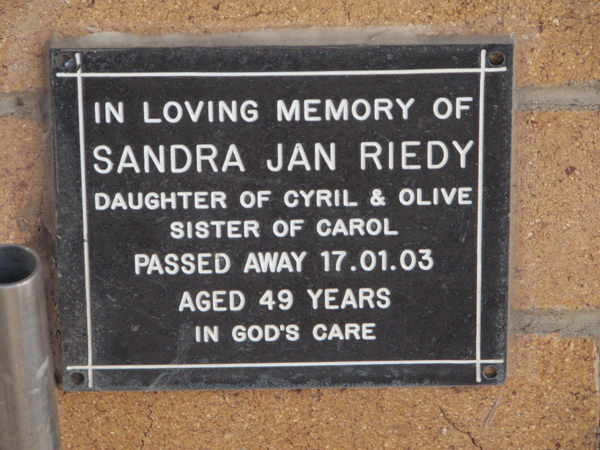 IN LOVING MEMORY OF
SANDRA JAN RIEDY
DAUGHTER OF CYRIL & OLIVE
SISTER OF CAROL
PASSED AWAY 17.01.03
AGED 49 YEARS
IN GOD'S CARE